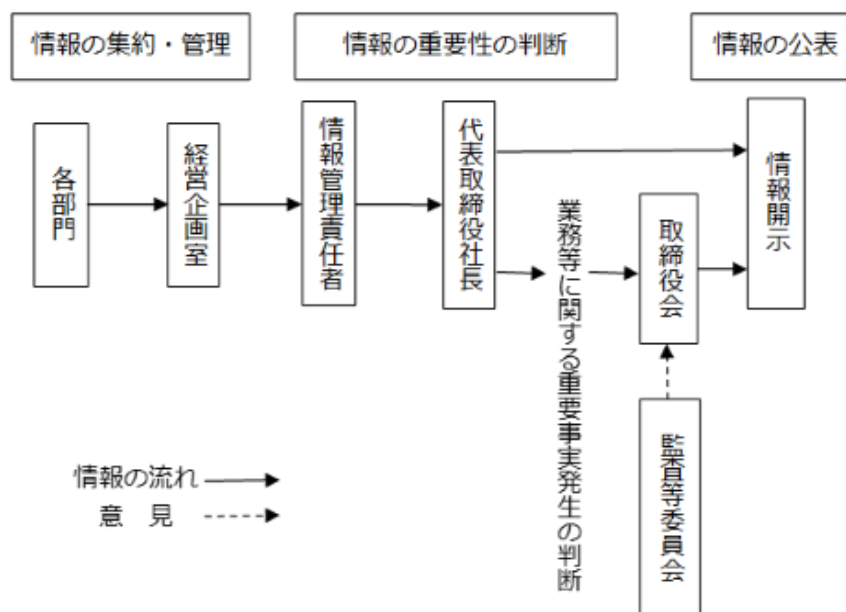 情報の集約・管理
情報の重要性の判断
情報の公表
各部門
経営企画室
情報管理責任者
代表取締役社長
業務等に関する重要事実発生の判断
取締役会
情報開示
監査等委員会
情報の流れ
意　見